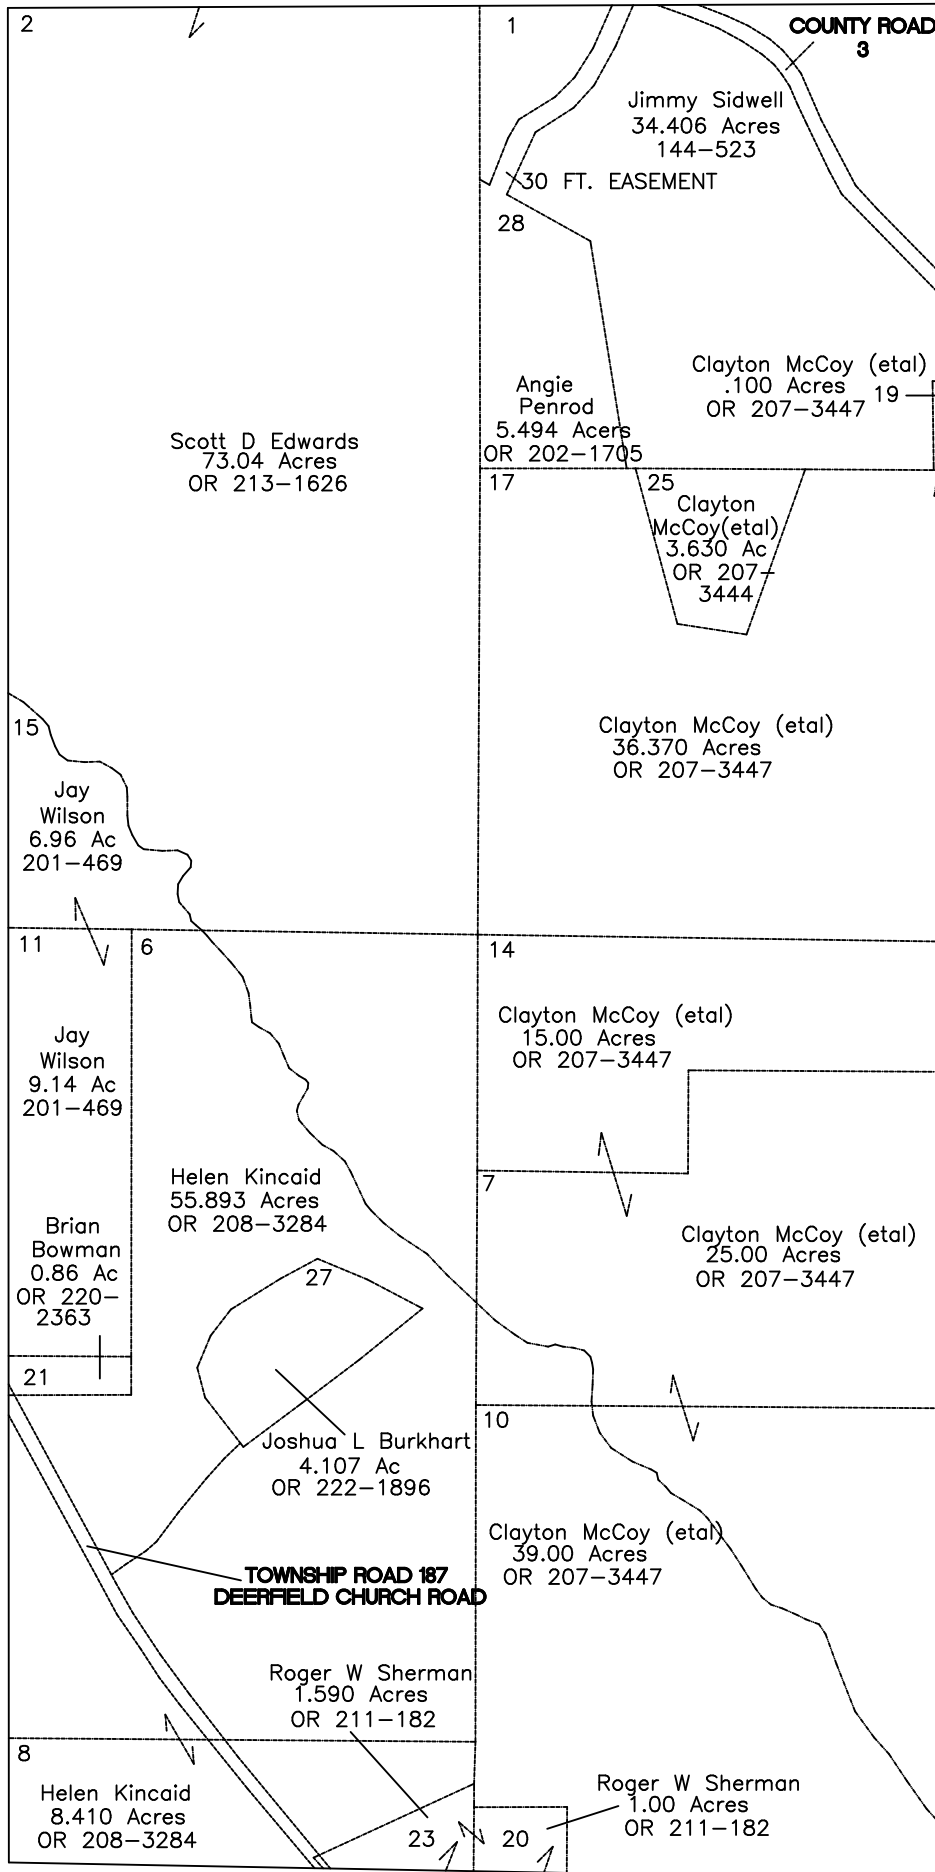 2
1
COUNTY ROAD
3
Jimmy Sidwell
34.406 Acres
144-523
30 FT. EASEMENT
28
Clayton McCoy (etal)
.100 Acres
OR 207-3447
19
Angie
Penrod
5.494 Acers
OR 202-1705
Scott D Edwards
73.04 Acres
OR 213-1626
17
25
Clayton
McCoy(etal)
3.630 Ac
OR 207-
3444
15
Clayton McCoy (etal)
36.370 Acres
OR 207-3447
Jay
Wilson
6.96 Ac
201-469
11
6
14
Clayton McCoy (etal)
15.00 Acres
OR 207-3447
Jay
Wilson
9.14 Ac
201-469
Helen Kincaid
55.893 Acres
OR 208-3284
7
Brian
Bowman
0.86 Ac
OR 220-
2363
Clayton McCoy (etal)
25.00 Acres
OR 207-3447
27
21
10
Joshua L Burkhart
4.107 Ac
OR 222-1896
Clayton McCoy (etal)
39.00 Acres
OR 207-3447
TOWNSHIP ROAD 187
DEERFIELD CHURCH ROAD
Roger W Sherman
1.590 Acres
OR 211-182
8
Helen Kincaid
8.410 Acres
OR 208-3284
Roger W Sherman
1.00 Acres
OR 211-182
23
20